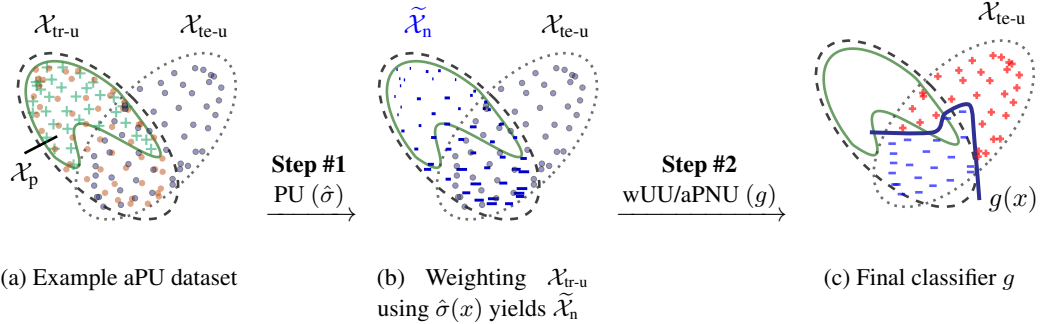 𝒳tr-u 𝒳te-u
𝒳̃n 𝒳te-u
𝒳te-u
𝒳p
Step #1
PU (σ̂)
Step #2
wUU/aPNU (g)
g(x)
(a) Example aPU dataset
(b) Weighting 𝒳tr-u
using σ̂(x) yields 𝒳̃n
(c) Final classifier g